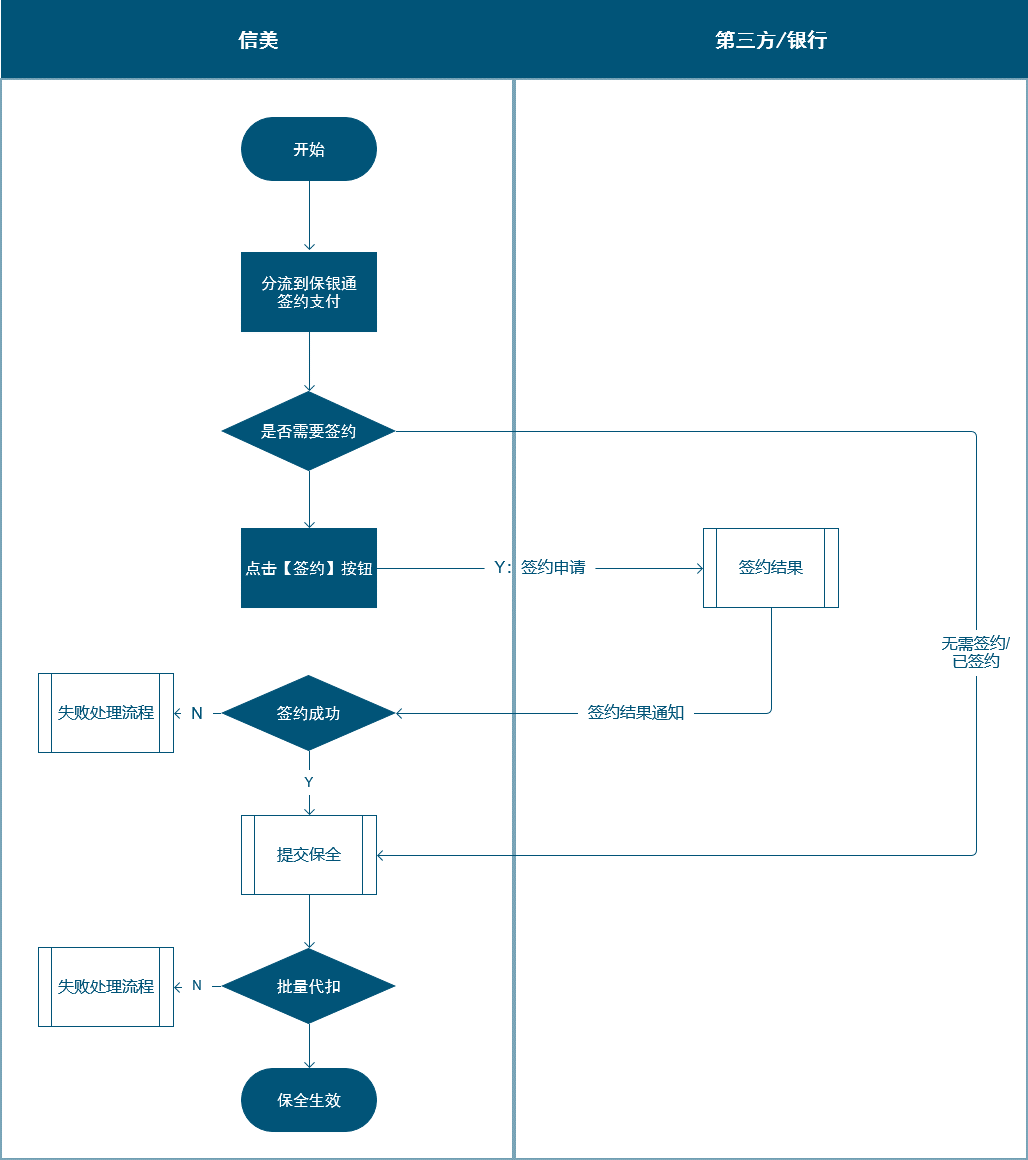 信美
第三方/银行
开始
分流到保银通
签约支付
是否需要签约
点击【签约】按钮
Y：签约申请
签约结果
无需签约/
已签约
失败处理流程
N
签约成功
签约结果通知
Y
提交保全
失败处理流程
N
批量代扣
保全生效